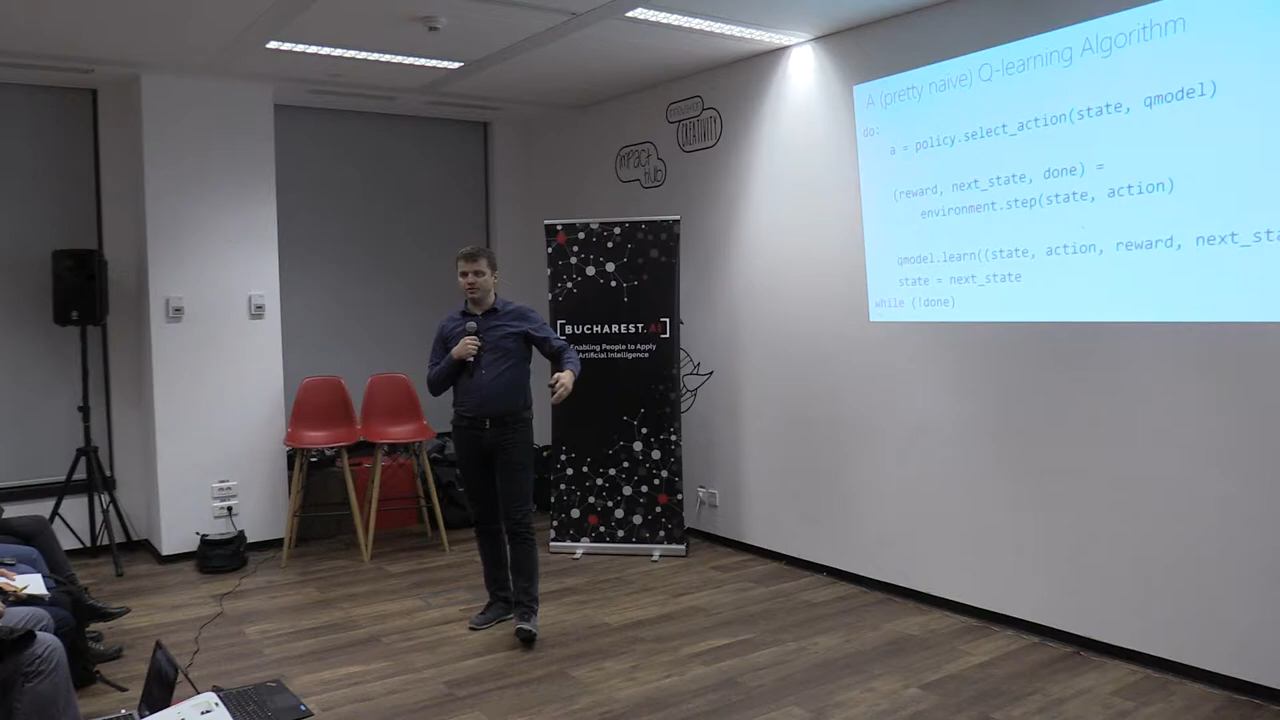 INNOVATION
CREATIVITY
impact
HUB
[BUCHAREST.AI]
Enabling People to Apply
Artificial Intelligence
A (pretty naive) Q-learning Algorithm
do:
a = policy.select_action(state, qmodel)
(reward, next_state, done) =
environment.step(state, action)
qmodel.learn((state, action, reward, next_sta
state = next_state
while (!done)